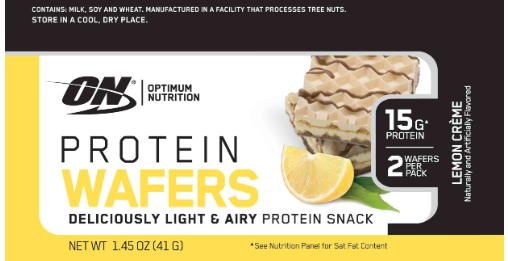 CONTAINS: MILK, SOY AND WHEAT. MANUFACTURED IN A FACILITY THAT PROCESSES TREE NUTS.
STORE IN A COOL, DRY PLACE.
ON®
OPTIMUM
NUTRITION
PROTEIN
WAFERS
DELICIOUSLY LIGHT & AIRY PROTEIN SNACK
15G*
PROTEIN
2 WAFERS
PER
PACK
LEMON CRÈME
Naturally and Artificially Flavored
NET WT 1.45 OZ (41 G)
*See Nutrition Panel for Sat Fat Content